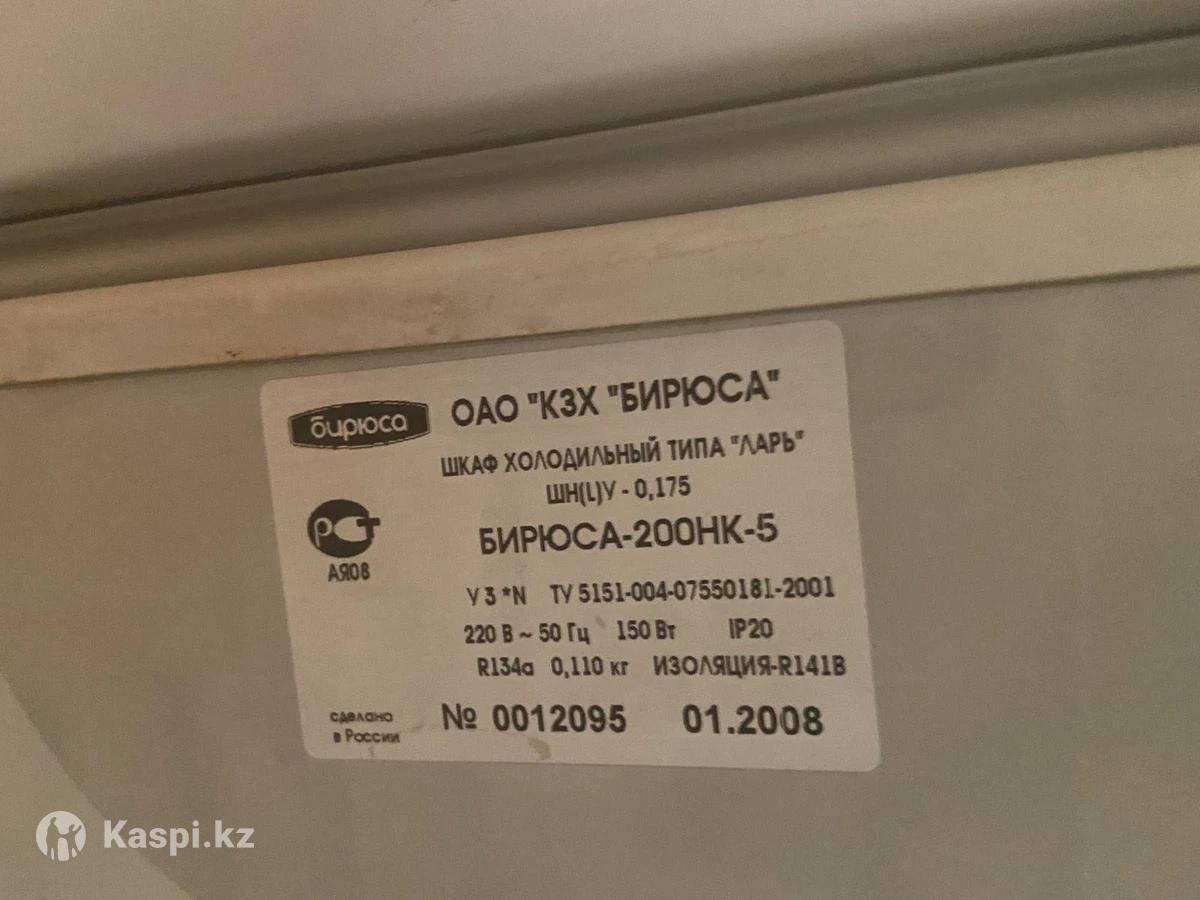 бирюса
ОАО "КЗХ "БИРЮСА"
ШКАФ ХОЛОДИЛЬНЫЙ ТИПА "ЛАРЬ"
ШН(L)У - 0,175
БИРЮСА-200НК-5
РСТ
АЯ08
У 3 *N ТУ 5151-004-07550181-2001
220 В ~ 50 Гц 150 Вт IP20
R134a 0,110 кг ИЗОЛЯЦИЯ-R141B
сделано
в России
№ 0012095 01.2008
Kaspi.kz